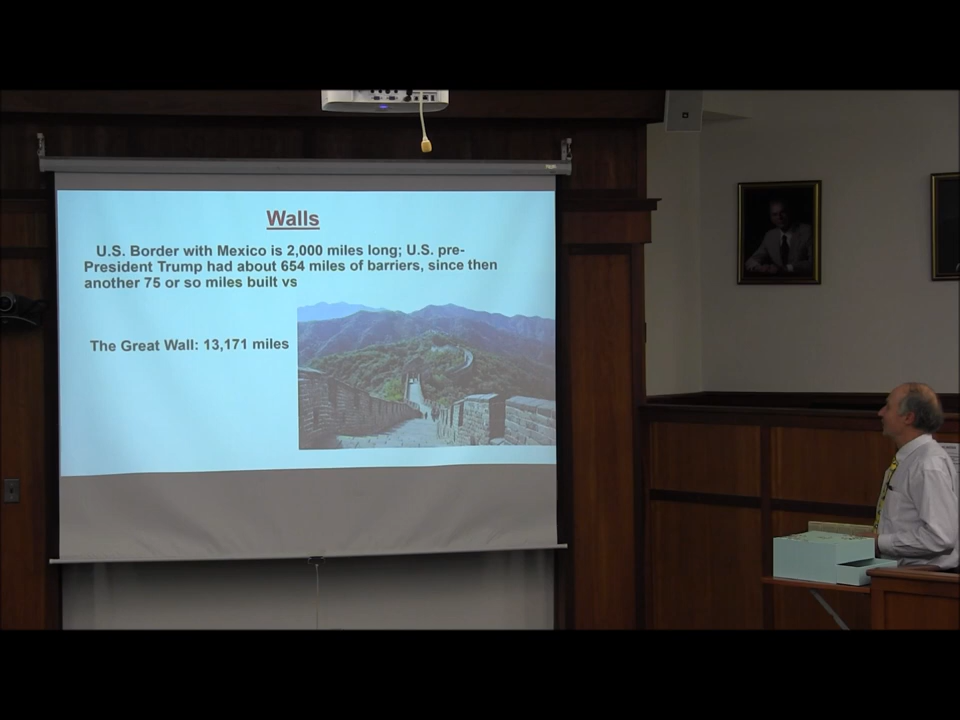 Walls
U.S. Border with Mexico is 2,000 miles long; U.S. pre-
President Trump had about 654 miles of barriers, since then
another 75 or so miles built vs
The Great Wall: 13,171 miles